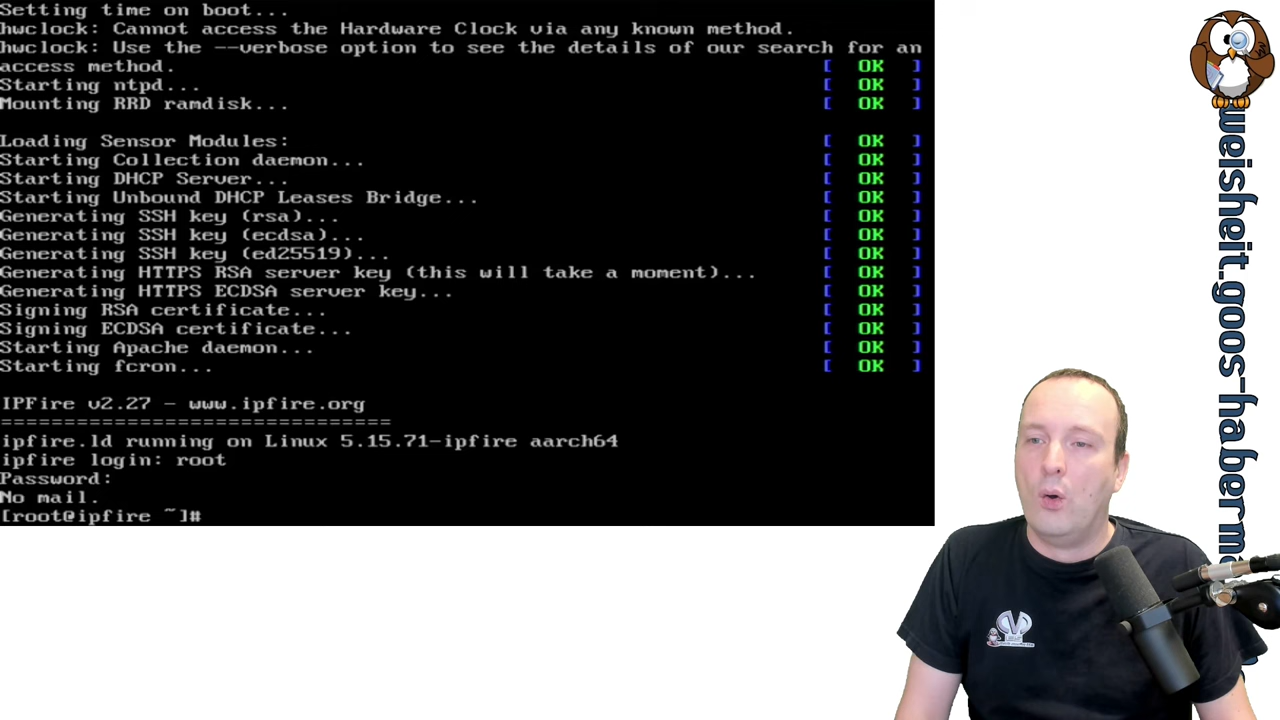 Setting time on boot...
hwclock: Cannot access the Hardware Clock via any known method.
hwclock: Use the --verbose option to see the details of our search for an
access method. [ OK ]
Starting ntpd... [ OK ]
Mounting RRD ramdisk... [ OK ]
Loading Sensor Modules: [ OK ]
Starting Collection daemon... [ OK ]
Starting DHCP Server... [ OK ]
Starting Unbound DHCP Leases Bridge... [ OK ]
Generating SSH key (rsa)... [ OK ]
Generating SSH key (ecdsa)... [ OK ]
Generating SSH key (ed25519)... [ OK ]
Generating HTTPS RSA server key (this will take a moment)... [ OK ]
Generating HTTPS ECDSA server key... [ OK ]
Signing RSA certificate... [ OK ]
Signing ECDSA certificate... [ OK ]
Starting Apache daemon... [ OK ]
Starting fcron... [ OK ]
IPFire v2.27 - www.ipfire.org
===============================
ipfire.ld running on Linux 5.15.71-ipfire aarch64
ipfire login: root
Password:
No mail.
[root@ipfire ~]#
weisheit.goos-haberm